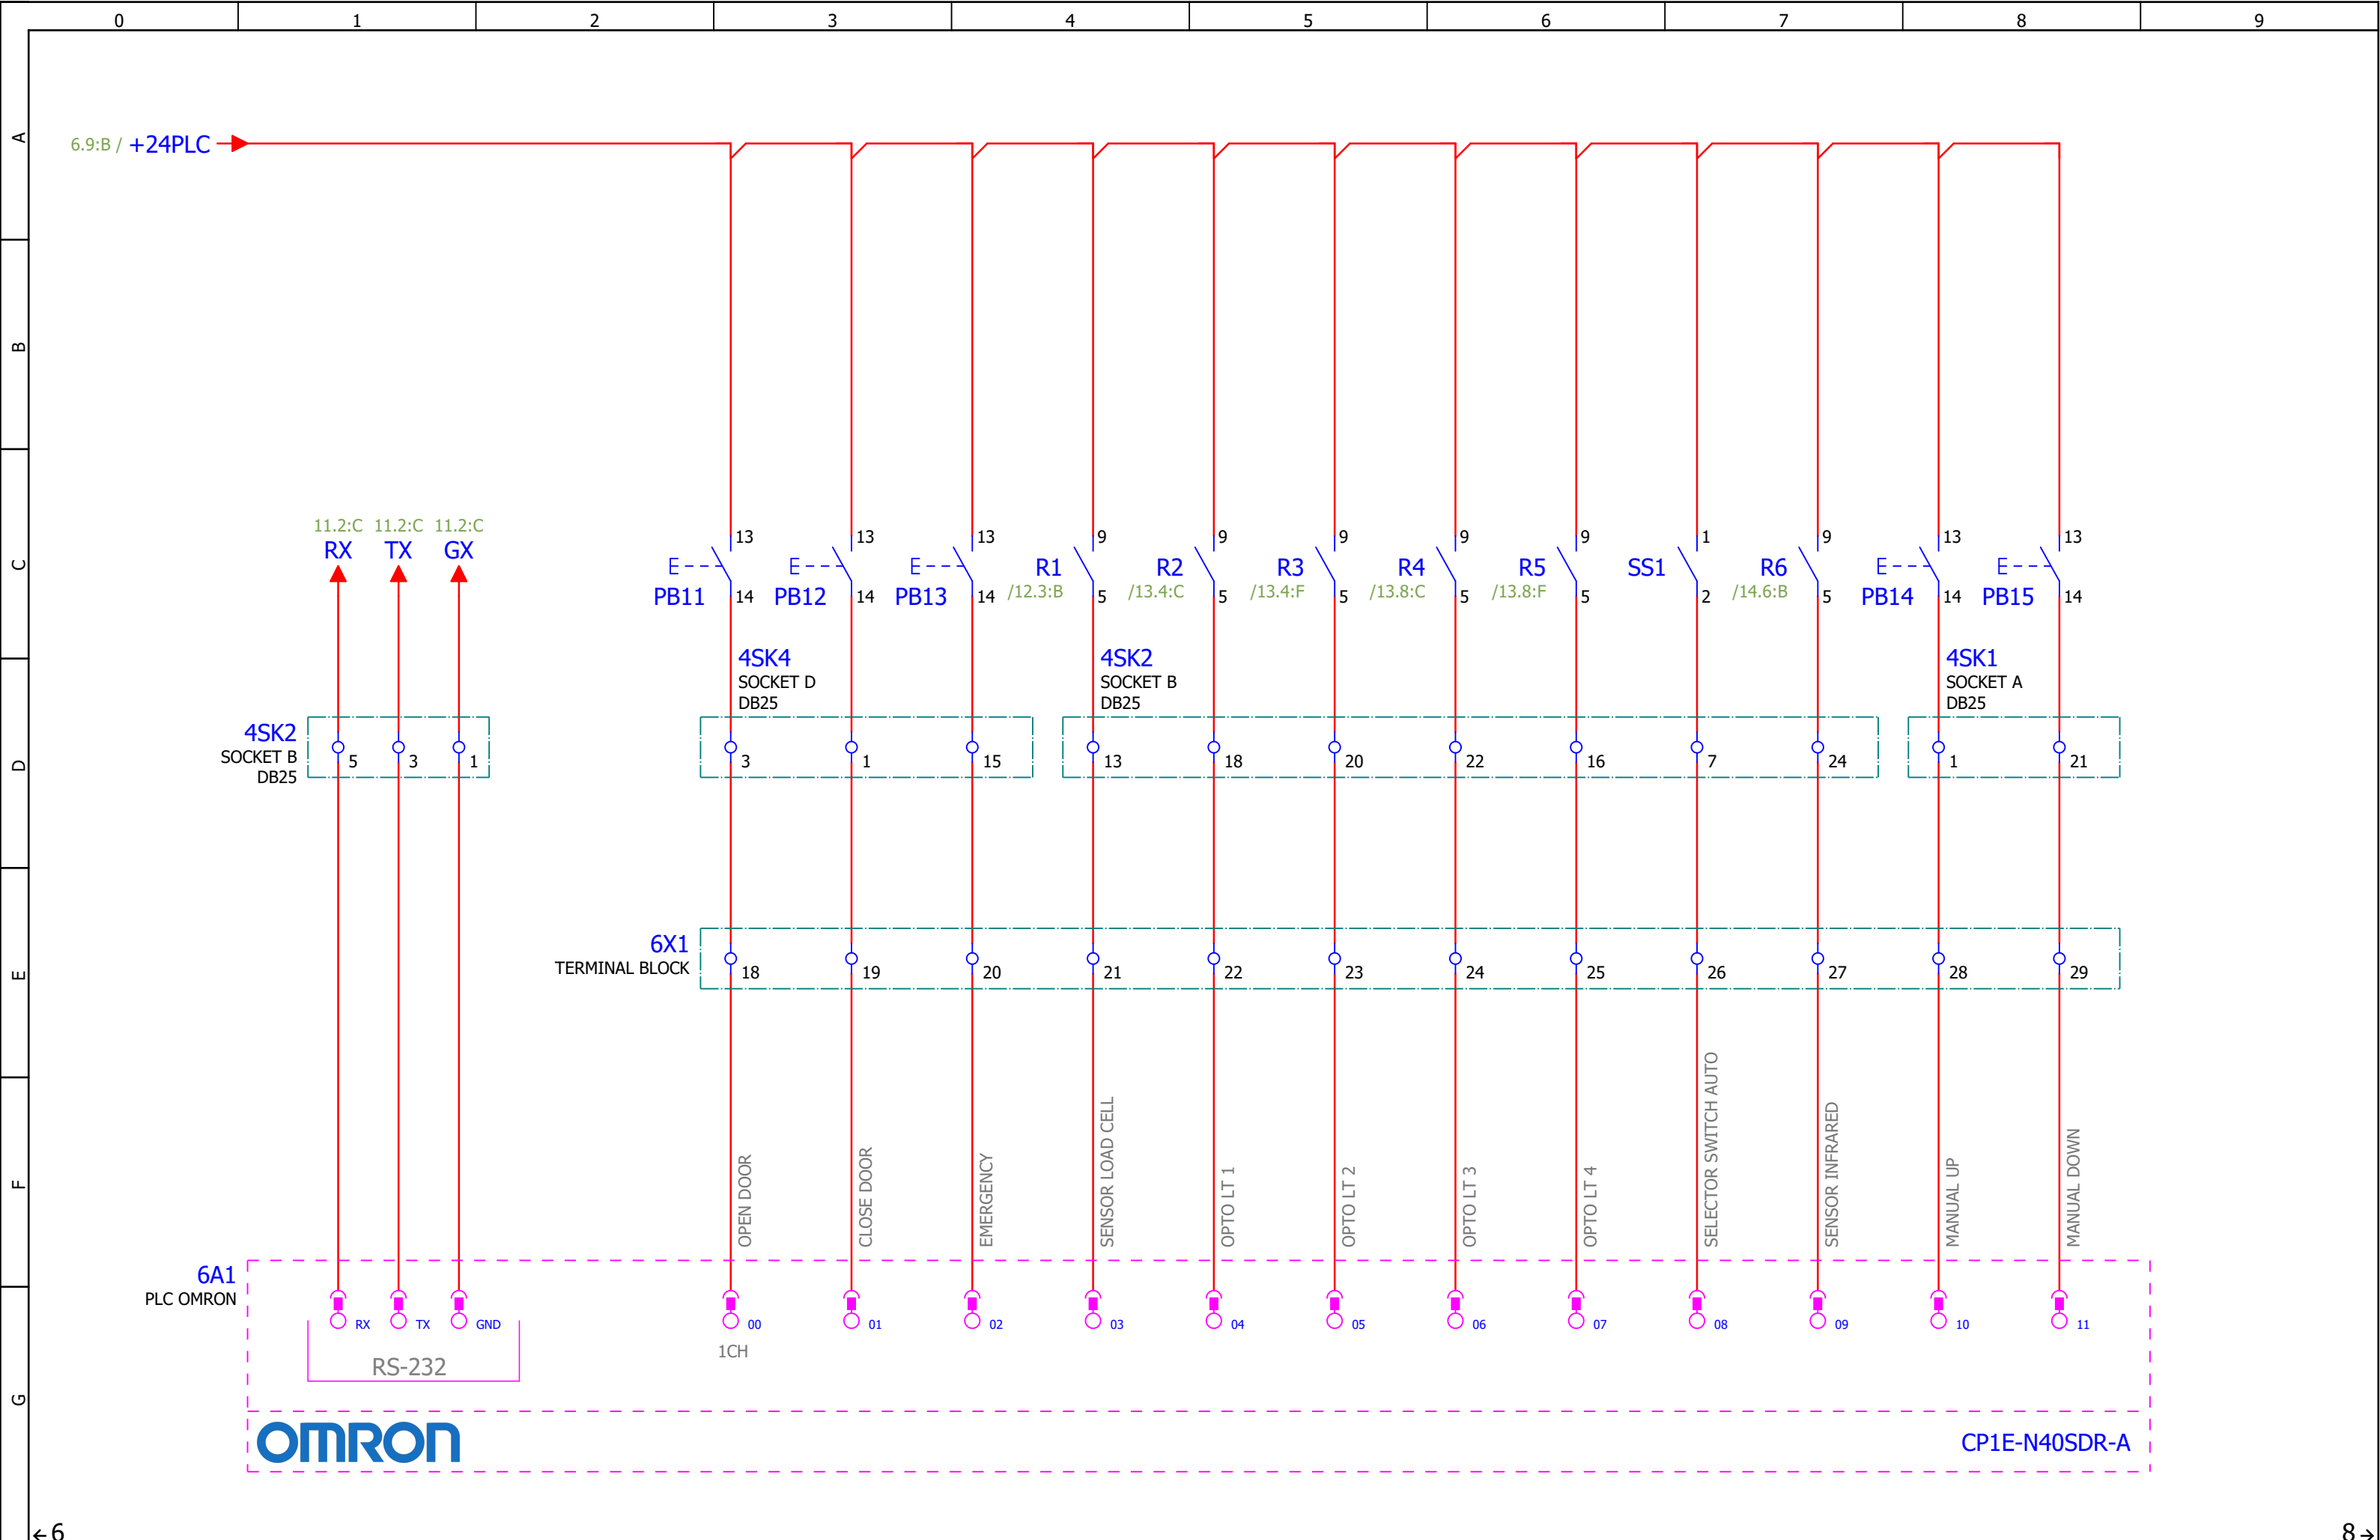 0 1 2 3 4 5 6 7 8 9
A
6.9:B / +24PLC
B
C
11.2:C 11.2:C 11.2:C
RX TX GX
13 13 13 9 9 9 9 9 1 9 13 13
E E E R1 R2 R3 R4 R5 SS1 R6 E E
/12.3:B /13.4:C /13.4:F /13.8:C /13.8:F /14.6:B
PB11 14 PB12 14 PB13 14 5 5 5 5 5 2 5 PB14 14 PB15 14
4SK4 4SK2 4SK1
SOCKET D SOCKET B SOCKET A
DB25 DB25 DB25
D
4SK2
SOCKET B
DB25
5 3 1 3 1 15 13 18 20 22 16 7 24 1 21
E
6X1
TERMINAL BLOCK
18 19 20 21 22 23 24 25 26 27 28 29
F
OPEN DOOR
CLOSE DOOR
EMERGENCY
SENSOR LOAD CELL
OPTO LT 1
OPTO LT 2
OPTO LT 3
OPTO LT 4
SELECTOR SWITCH AUTO
SENSOR INFRARED
MANUAL UP
MANUAL DOWN
6A1
PLC OMRON
RX TX GND 00 01 02 03 04 05 06 07 08 09 10 11
1CH
RS-232
G
OMRON
CP1E-N40SDR-A
←6
8→